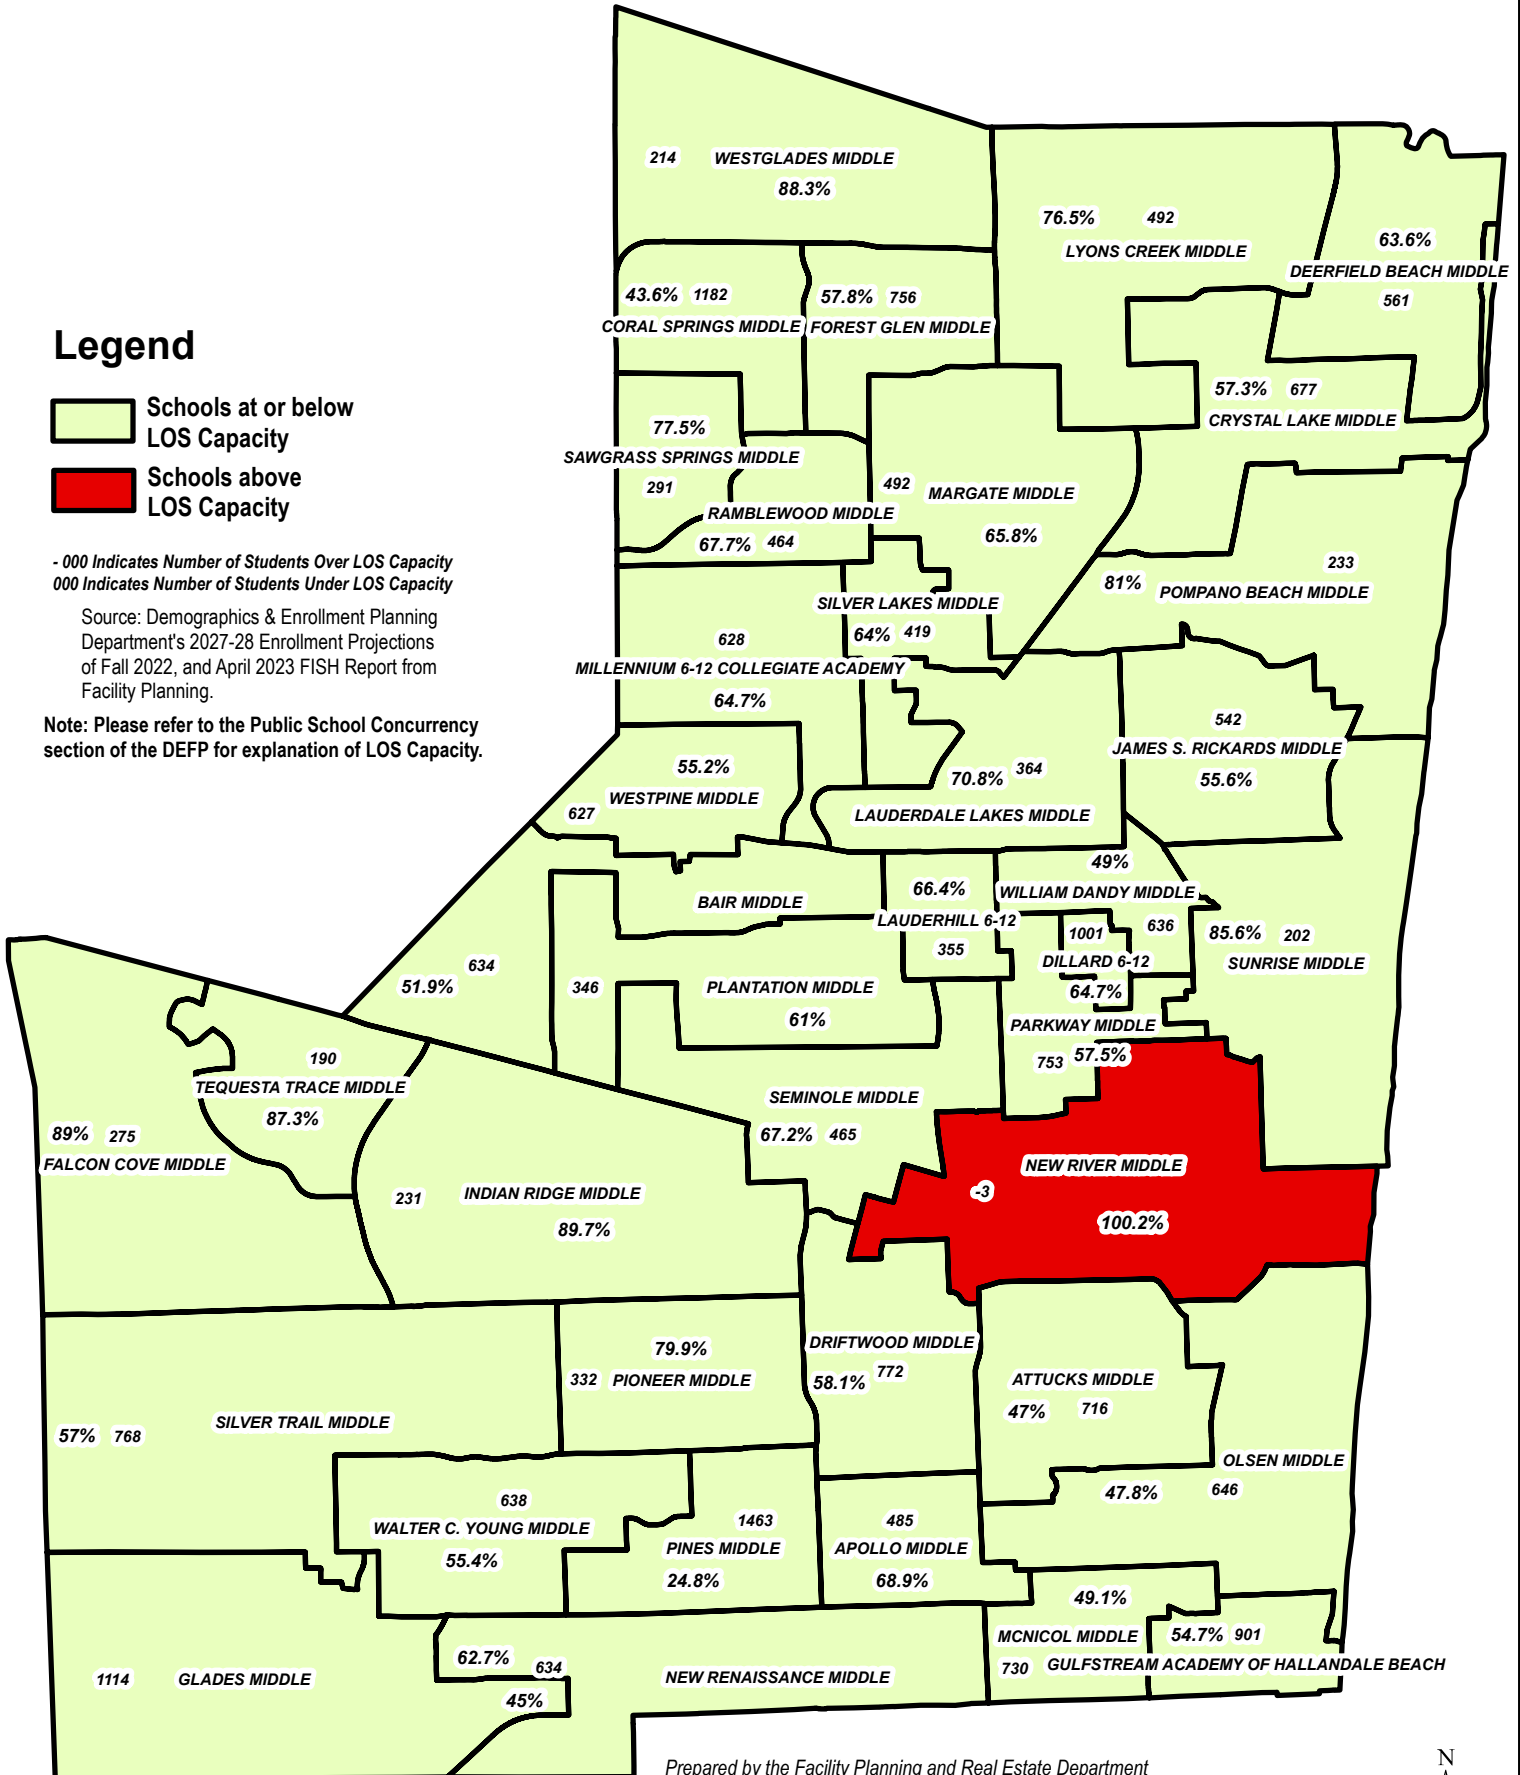 214 WESTGLADES MIDDLE
88.3%
76.5% 492
LYONS CREEK MIDDLE
63.6%
DEERFIELD BEACH MIDDLE
561
43.6% 1182
CORAL SPRINGS MIDDLE
57.8% 756
FOREST GLEN MIDDLE
Legend
Schools at or below
LOS Capacity
Schools above
LOS Capacity
- 000 Indicates Number of Students Over LOS Capacity
000 Indicates Number of Students Under LOS Capacity
Source: Demographics & Enrollment Planning
Department's 2027-28 Enrollment Projections
of Fall 2022, and April 2023 FISH Report from
Facility Planning.
Note: Please refer to the Public School Concurrency
section of the DEFP for explanation of LOS Capacity.
57.3% 677
CRYSTAL LAKE MIDDLE
77.5%
SAWGRASS SPRINGS MIDDLE
291
492 MARGATE MIDDLE
65.8%
RAMBLEWOOD MIDDLE
67.7% 464
233
81% POMPANO BEACH MIDDLE
SILVER LAKES MIDDLE
64% 419
628
MILLENNIUM 6-12 COLLEGIATE ACADEMY
64.7%
542
JAMES S. RICKARDS MIDDLE
55.6%
55.2%
WESTPINE MIDDLE
627
70.8% 364
LAUDERDALE LAKES MIDDLE
49%
WILLIAM DANDY MIDDLE
636
BAIR MIDDLE
66.4%
LAUDERHILL 6-12
355
1001
DILLARD 6-12
64.7%
85.6% 202
SUNRISE MIDDLE
634
51.9%
346
PLANTATION MIDDLE
61%
PARKWAY MIDDLE
753 57.5%
190
TEQUESTA TRACE MIDDLE
87.3%
89% 275
FALCON COVE MIDDLE
SEMINOLE MIDDLE
67.2% 465
NEW RIVER MIDDLE
-3
100.2%
231 INDIAN RIDGE MIDDLE
89.7%
79.9%
332 PIONEER MIDDLE
DRIFTWOOD MIDDLE
58.1% 772
ATTUCKS MIDDLE
47% 716
SILVER TRAIL MIDDLE
57% 768
OLSEN MIDDLE
47.8% 646
638
WALTER C. YOUNG MIDDLE
55.4%
1463
PINES MIDDLE
24.8%
485
APOLLO MIDDLE
68.9%
49.1%
MCNICOL MIDDLE
730
54.7% 901
GULFSTREAM ACADEMY OF HALLANDALE BEACH
62.7% 634
NEW RENAISSANCE MIDDLE
1114 GLADES MIDDLE
45%
Prepared by the Facility Planning and Real Estate Department
N